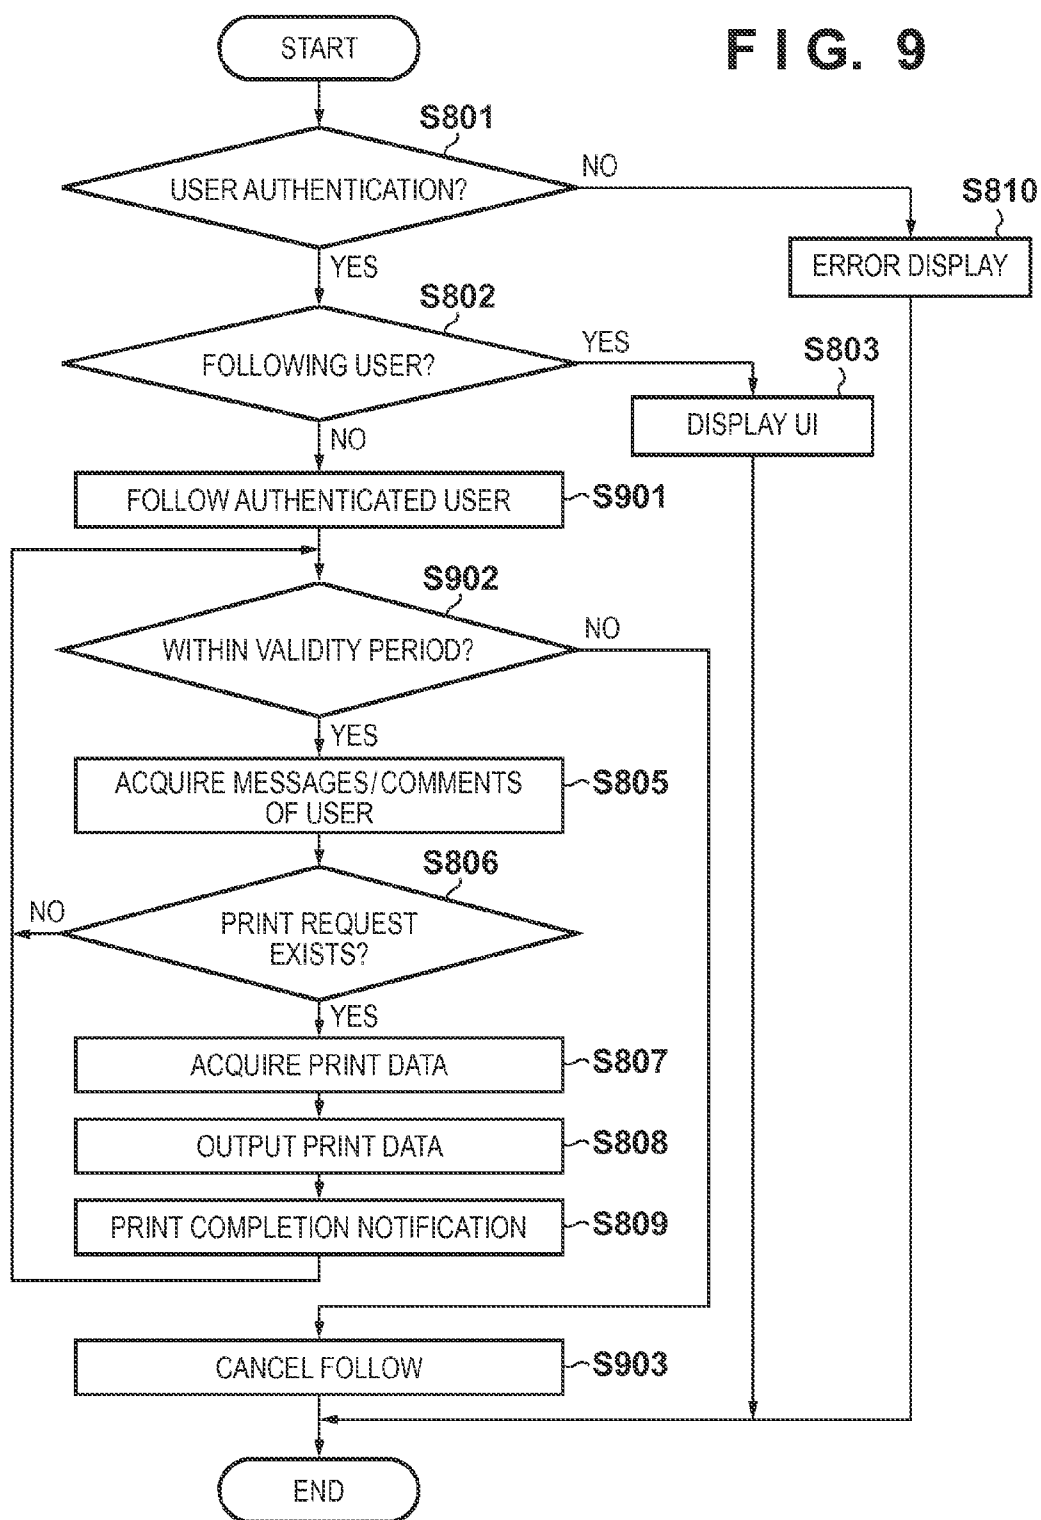 FIG. 9
START
S801
USER AUTHENTICATION?
NO
S810
ERROR DISPLAY
YES
S802
FOLLOWING USER?
YES
S803
DISPLAY UI
NO
FOLLOW AUTHENTICATED USER
S901
S902
WITHIN VALIDITY PERIOD?
NO
YES
ACQUIRE MESSAGES/COMMENTS
OF USER
S805
S806
PRINT REQUEST
EXISTS?
NO
YES
ACQUIRE PRINT DATA
S807
OUTPUT PRINT DATA
S808
PRINT COMPLETION NOTIFICATION
S809
CANCEL FOLLOW
S903
END